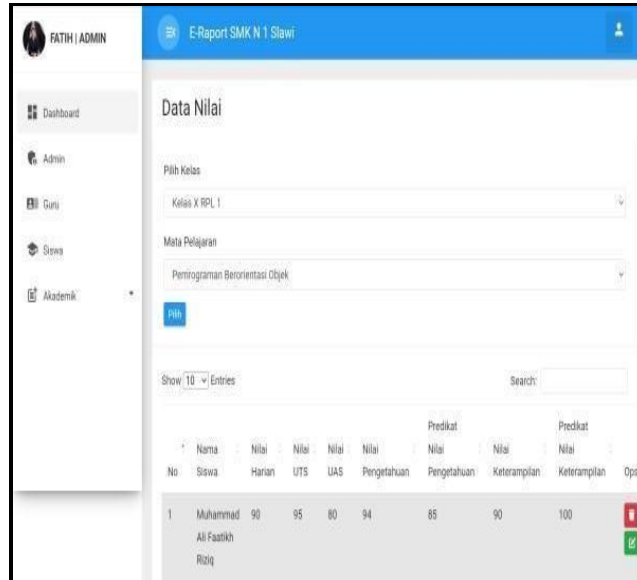 FATIH | ADMIN
E-Raport SMK N 1 Slawi
Dashboard
Admin
Guru
Siswa
Akademik
Data Nilai
Pilih Kelas
Kelas X RPL 1
Mata Pelajaran
Pemrograman Berorientasi Objek
Pilih
Show 10 Entries
Search:
No
Nama Siswa
Nilai Harian
Nilai UTS
Nilai UAS
Nilai Pengetahuan
Predikat Nilai Pengetahuan
Nilai Keterampilan
Predikat Nilai Keterampilan
Ops
1
Muhammad
Ali Faatikh
Riziq
90
95
80
94
85
90
100